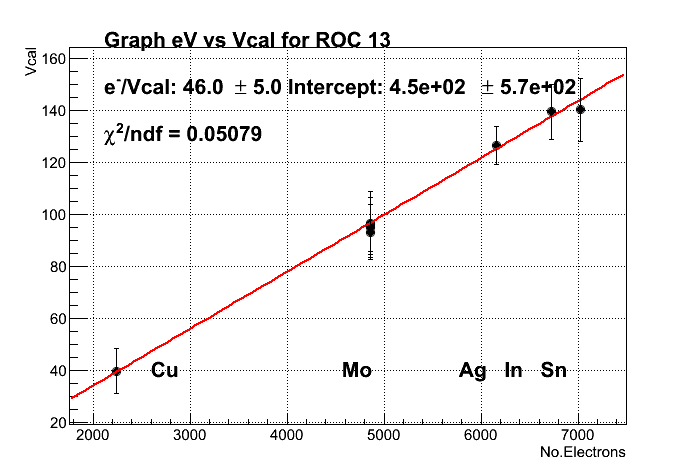 Graph eV vs Vcal for ROC 13
Vcal
e-/Vcal: 46.0 ± 5.0 Intercept: 4.5e+02 ± 5.7e+02
χ2/ndf = 0.05079
160
140
120
100
80
60
40
20
Cu Mo Ag In Sn
2000 3000 4000 5000 6000 7000
No.Electrons